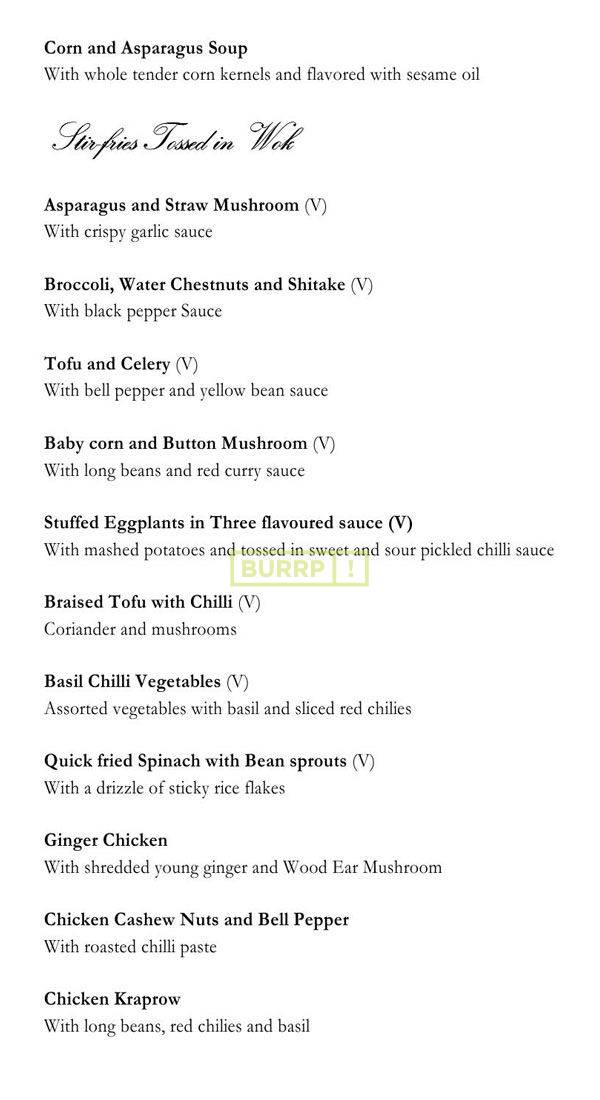 Corn and Asparagus Soup
With whole tender corn kernels and flavored with sesame oil
Stir-fries Tossed in Wok
Asparagus and Straw Mushroom (V)
With crispy garlic sauce
Broccoli, Water Chestnuts and Shitake (V)
With black pepper Sauce
Tofu and Celery (V)
With bell pepper and yellow bean sauce
Baby corn and Button Mushroom (V)
With long beans and red curry sauce
Stuffed Eggplants in Three flavoured sauce (V)
With mashed potatoes and tossed in sweet and sour pickled chilli sauce
BURRP!
Braised Tofu with Chilli (V)
Coriander and mushrooms
Basil Chilli Vegetables (V)
Assorted vegetables with basil and sliced red chilies
Quick fried Spinach with Bean sprouts (V)
With a drizzle of sticky rice flakes
Ginger Chicken
With shredded young ginger and Wood Ear Mushroom
Chicken Cashew Nuts and Bell Pepper
With roasted chilli paste
Chicken Kraprow
With long beans, red chilies and basil